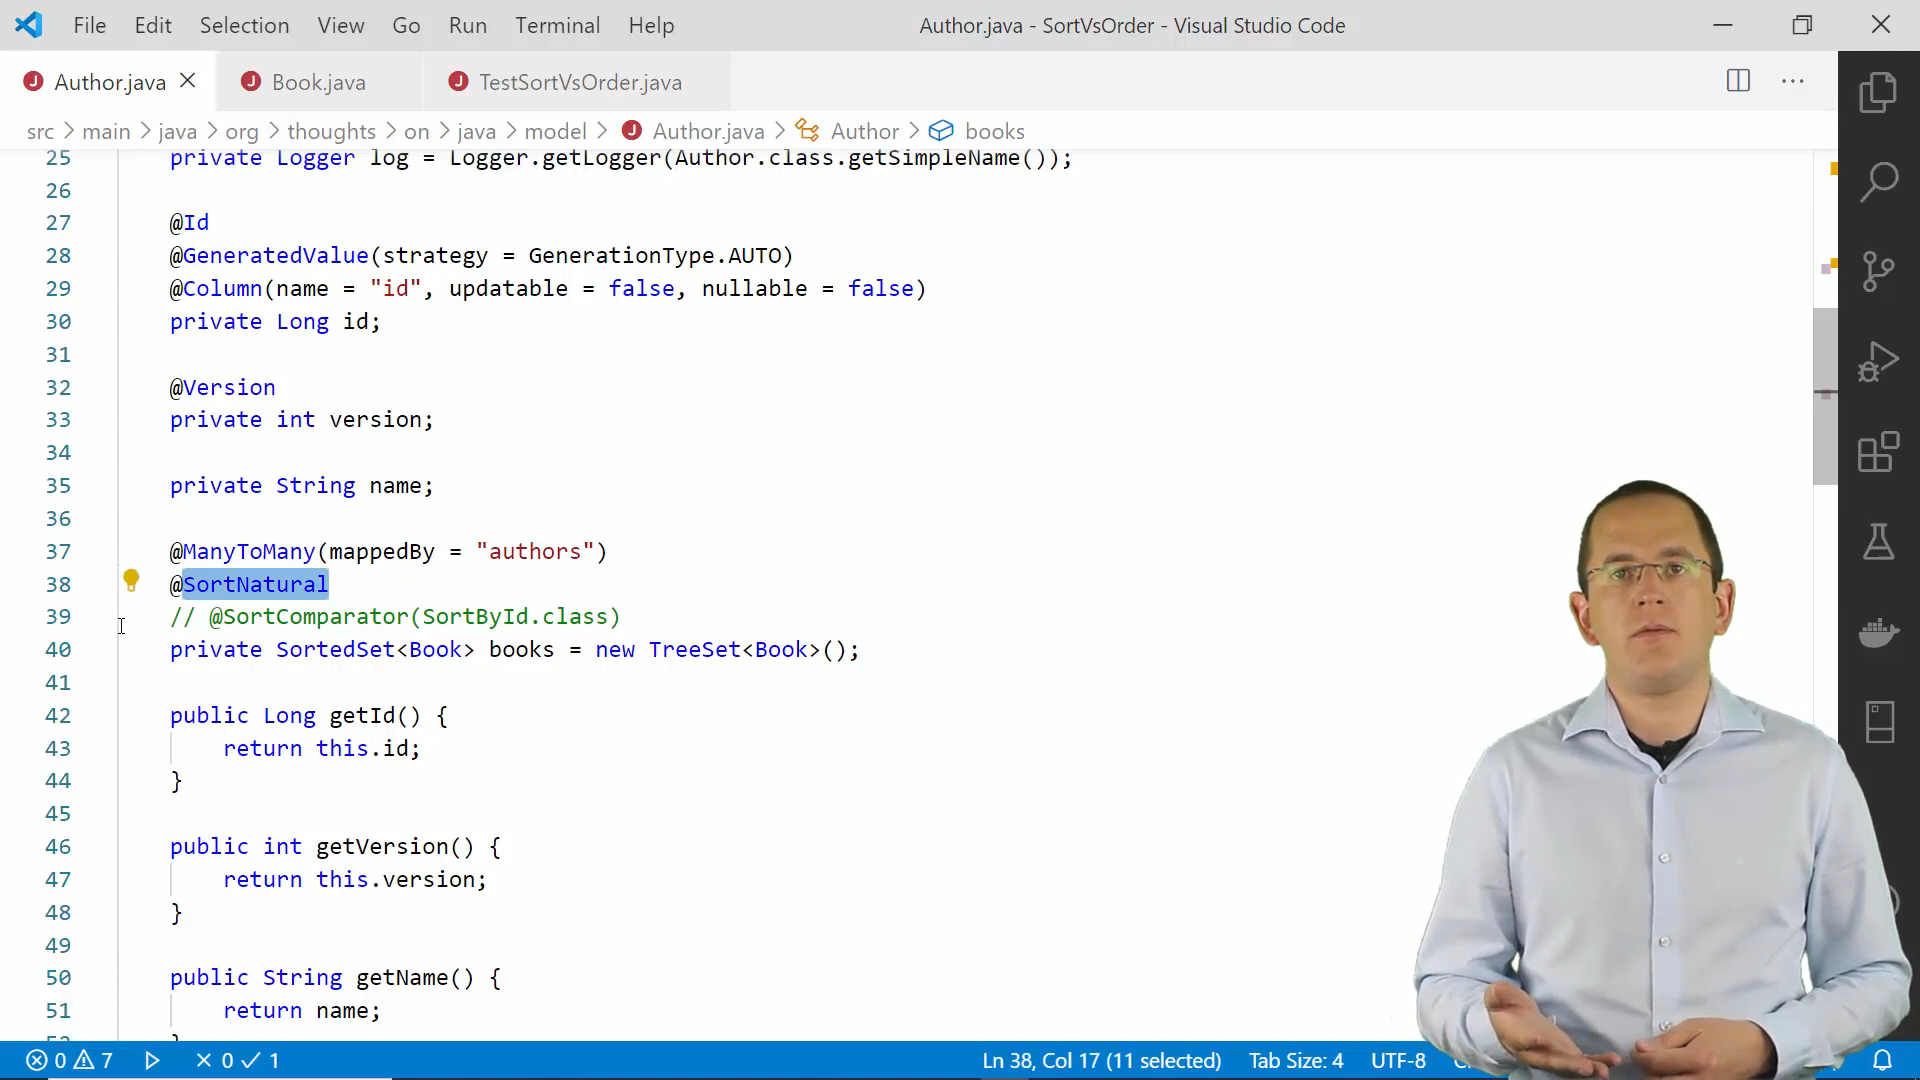 File Edit Selection View Go Run Terminal Help Author.java - SortVsOrder - Visual Studio Code
Author.java Book.java TestSortVsOrder.java
src > main > java > org > thoughts > on > java > model > Author.java > Author > books
25 private Logger log = Logger.getLogger(Author.class.getSimpleName());
26
27 @Id
28 @GeneratedValue(strategy = GenerationType.AUTO)
29 @Column(name = "id", updatable = false, nullable = false)
30 private Long id;
31
32 @Version
33 private int version;
34
35 private String name;
36
37 @ManyToMany(mappedBy = "authors")
38 @SortNatural
39 // @SortComparator(SortById.class)
40 private SortedSet<Book> books = new TreeSet<Book>();
41
42 public Long getId() {
43 return this.id;
44 }
45
46 public int getVersion() {
47 return this.version;
48 }
49
50 public String getName() {
51 return name;
0 7 0 1 Ln 38, Col 17 (11 selected) Tab Size: 4 UTF-8